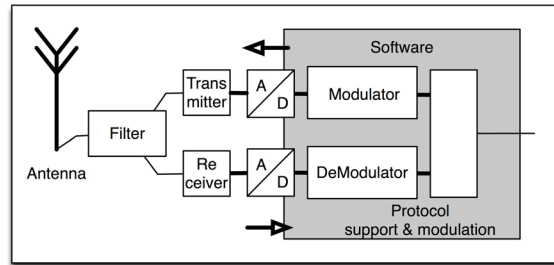 Software
Trans
mitter
A
D
Modulator
Filter
Antenna
Re
ceiver
A
D
DeModulator
Protocol
support & modulation